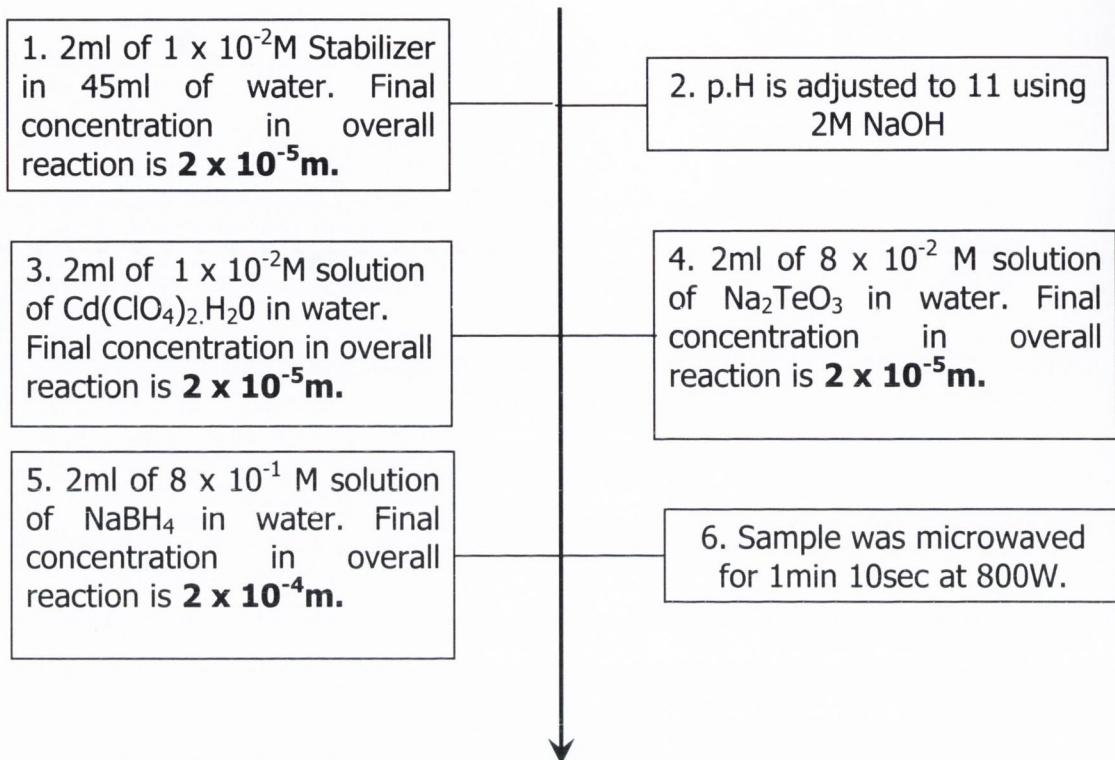 1. 2ml of 1 x 10⁻²M Stabilizer
in 45ml of water. Final
concentration in overall
reaction is 2 x 10⁻⁵m.
2. p.H is adjusted to 11 using
2M NaOH
3. 2ml of 1 x 10⁻²M solution
of Cd(ClO₄)₂.H₂0 in water.
Final concentration in overall
reaction is 2 x 10⁻⁵m.
4. 2ml of 8 x 10⁻² M solution
of Na₂TeO₃ in water. Final
concentration in overall
reaction is 2 x 10⁻⁵m.
5. 2ml of 8 x 10⁻¹ M solution
of NaBH₄ in water. Final
concentration in overall
reaction is 2 x 10⁻⁴m.
6. Sample was microwaved
for 1min 10sec at 800W.